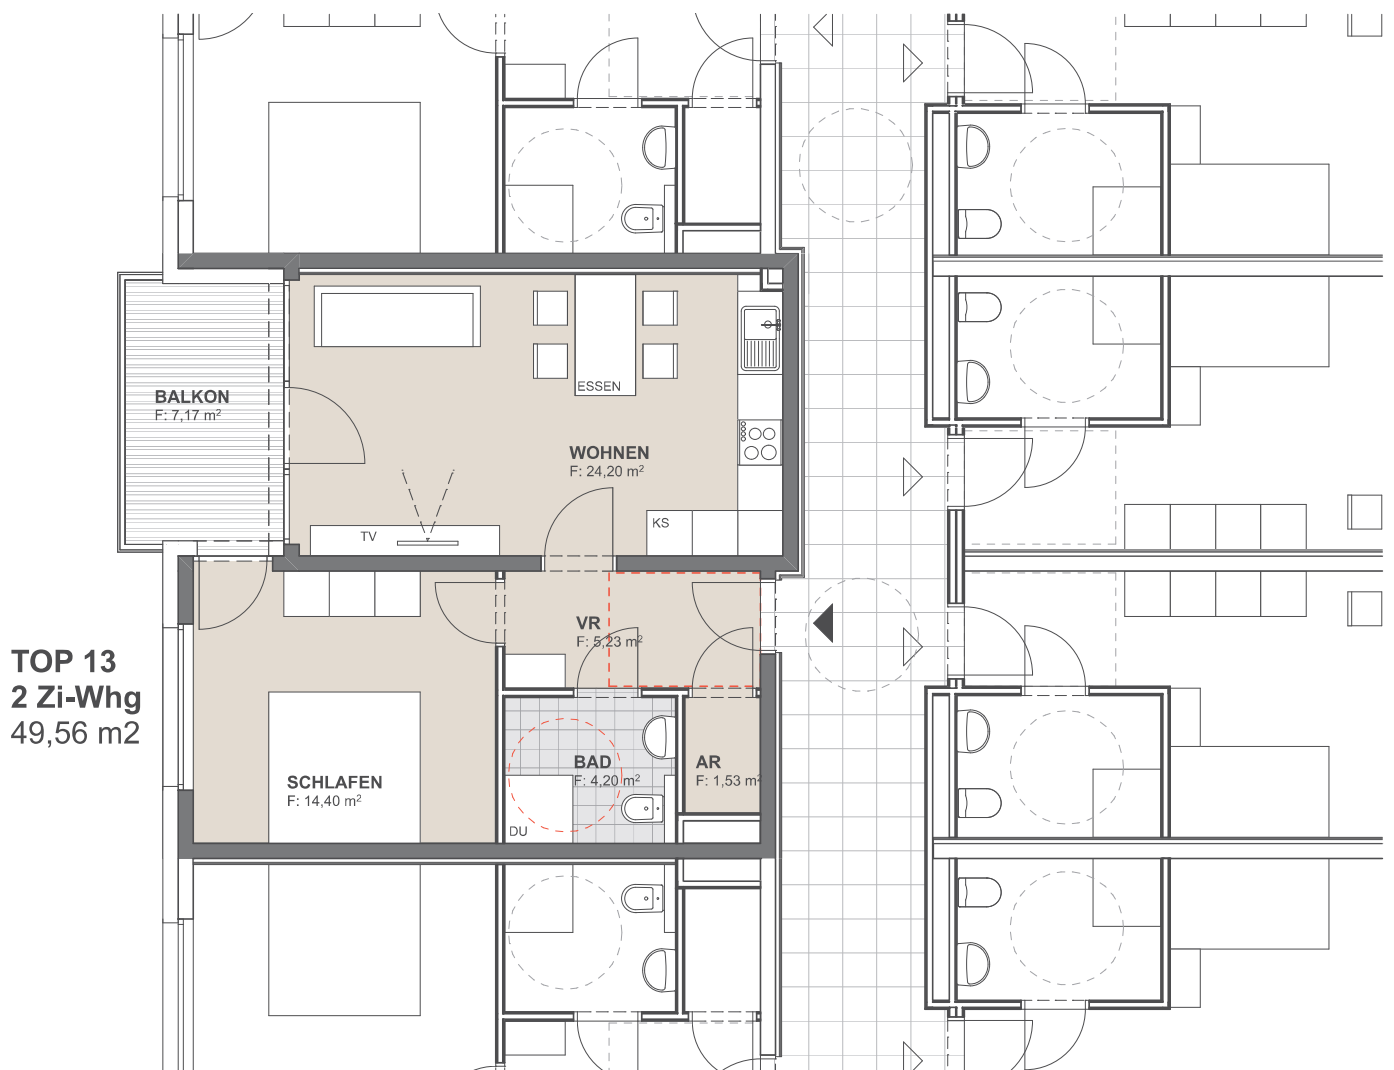 ESSEN
BALKON
F: 7,17 m²
WOHNEN
F: 24,20 m²
KS
TV
VR
F: 5,23 m²
TOP 13
2 Zi-Whg
49,56 m2
SCHLAFEN
F: 14,40 m²
BAD
F: 4,20 m²
AR
F: 1,53 m²
DU